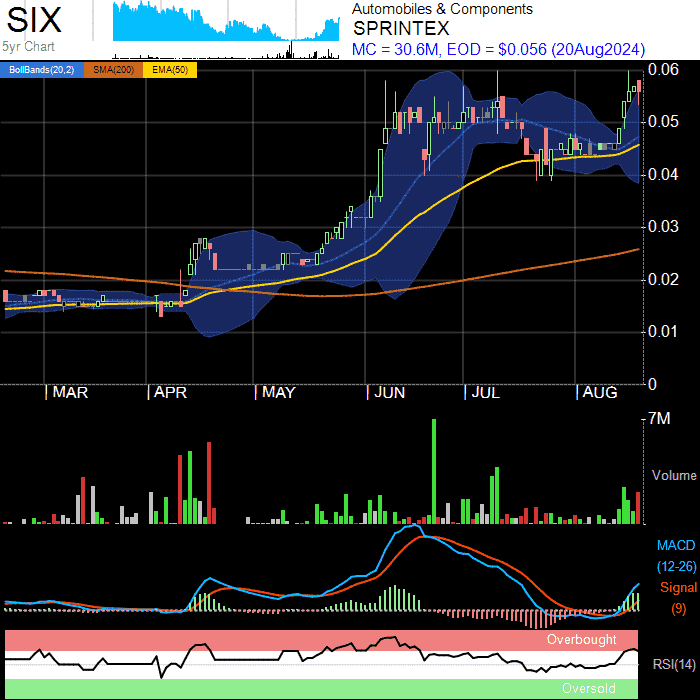 SIX
5yr Chart
Automobiles & Components
SPRINTEX
MC = 30.6M, EOD = $0.056 (20Aug2024)
BollBands(20,2) SMA(200) EMA(50)
0.06
0.05
0.04
0.03
0.02
0.01
0
MAR APR MAY JUN JUL AUG
7M
Volume
MACD
(12-26)
Signal
(9)
Overbought
RSI(14)
Oversold